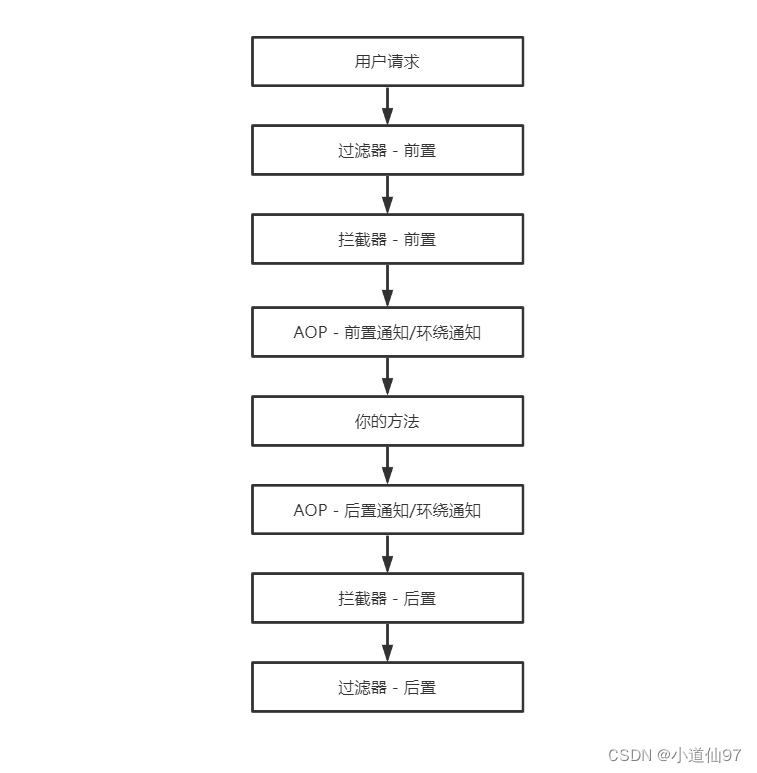 用户请求
过滤器 - 前置
拦截器 - 前置
AOP - 前置通知/环绕通知
你的方法
AOP - 后置通知/环绕通知
拦截器 - 后置
过滤器 - 后置
CSDN @小道仙97